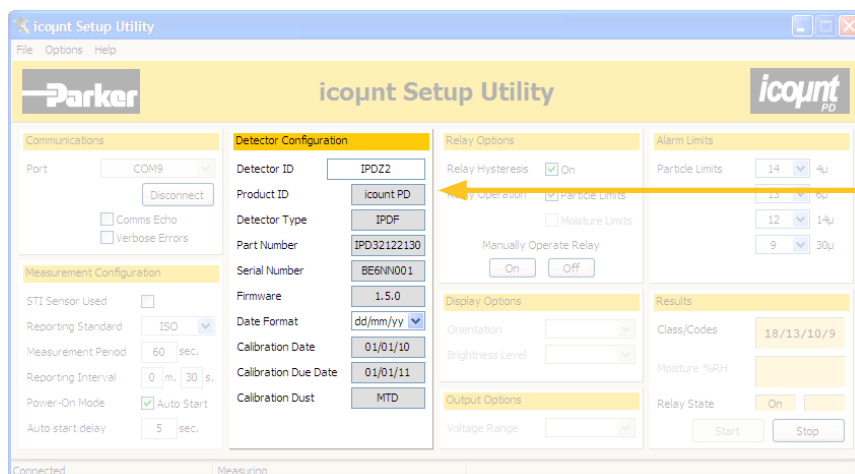 icount Setup Utility
File Options Help
Parker
icount Setup Utility
icount PD
Communications
Port COM9
Disconnect
Comms Echo
Verbose Errors
Measurement Configuration
STI Sensor Used
Reporting Standard ISO
Measurement Period 60 sec.
Reporting Interval 0 m. 30 s.
Power-On Mode Auto Start
Auto start delay 5 sec.
Detector Configuration
Detector ID IPDZ2
Product ID icount PD
Detector Type IPDF
Part Number IPD32122130
Serial Number BE6NN001
Firmware 1.5.0
Date Format dd/mm/yy
Calibration Date 01/01/10
Calibration Due Date 01/01/11
Calibration Dust MTD
Relay Options
Relay Hysteresis On
Relay Operation Particle Limits
Moisture Limits
Manually Operate Relay
On Off
Display Options
Orientation
Brightness Level
Output Options
Voltage Range
Alarm Limits
Particle Limits 14 4µ
13 6µ
12 14µ
9 30µ
Results
Class/Codes 18/13/10/9
Moisture %RH
Relay State On
Start Stop
Connected Measuring